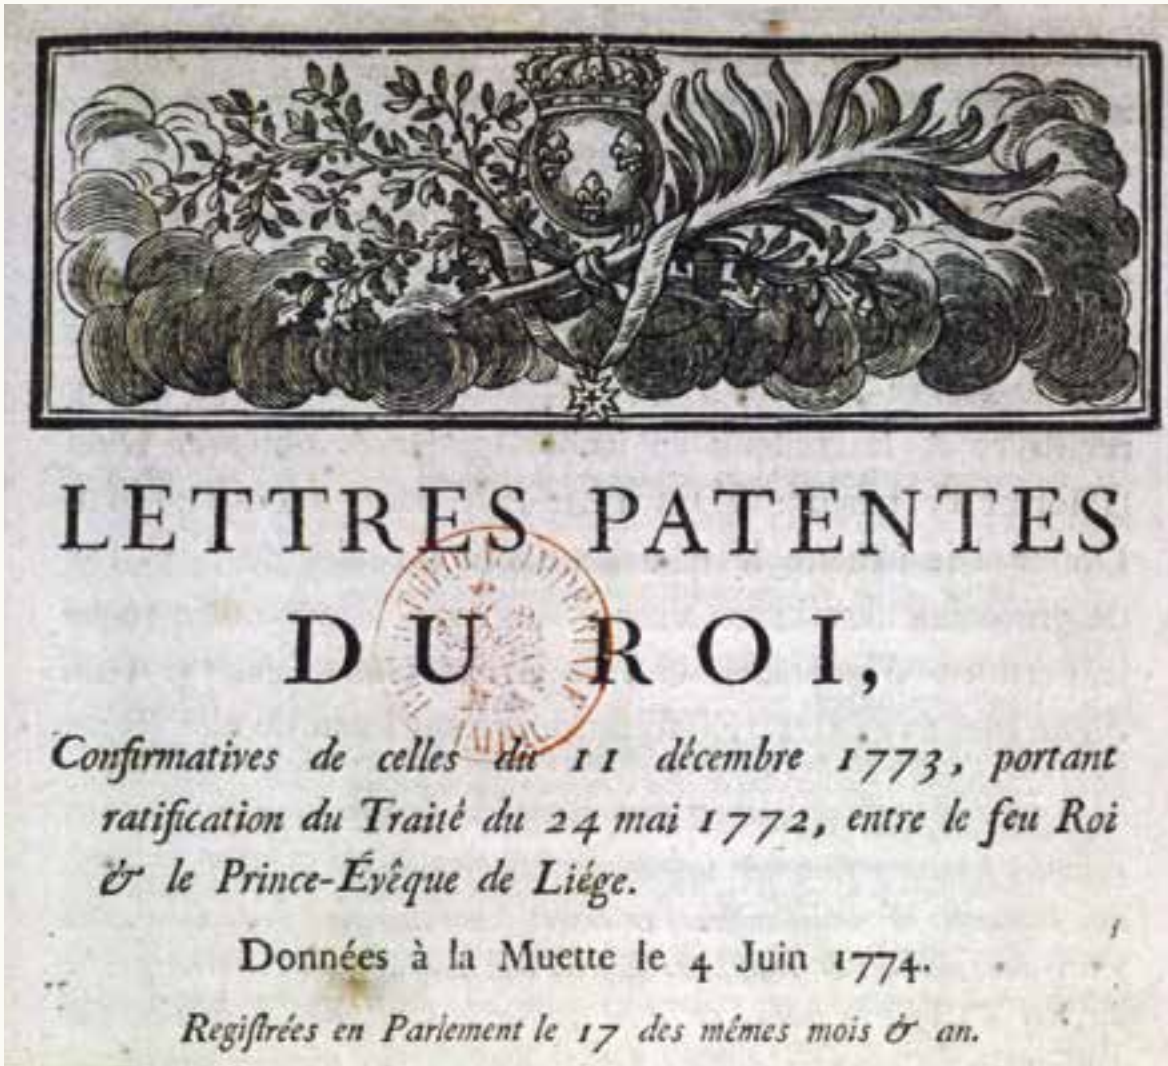 LETTRES PATENTES
DU ROI,
Confirmatives de celles du 11 décembre 1773, portant
ratification du Traité du 24 mai 1772, entre le feu Roi
& le Prince-Évêque de Liége.
Données à la Muette le 4 Juin 1774.
Regiſtrées en Parlement le 17 des mêmes mois & an.